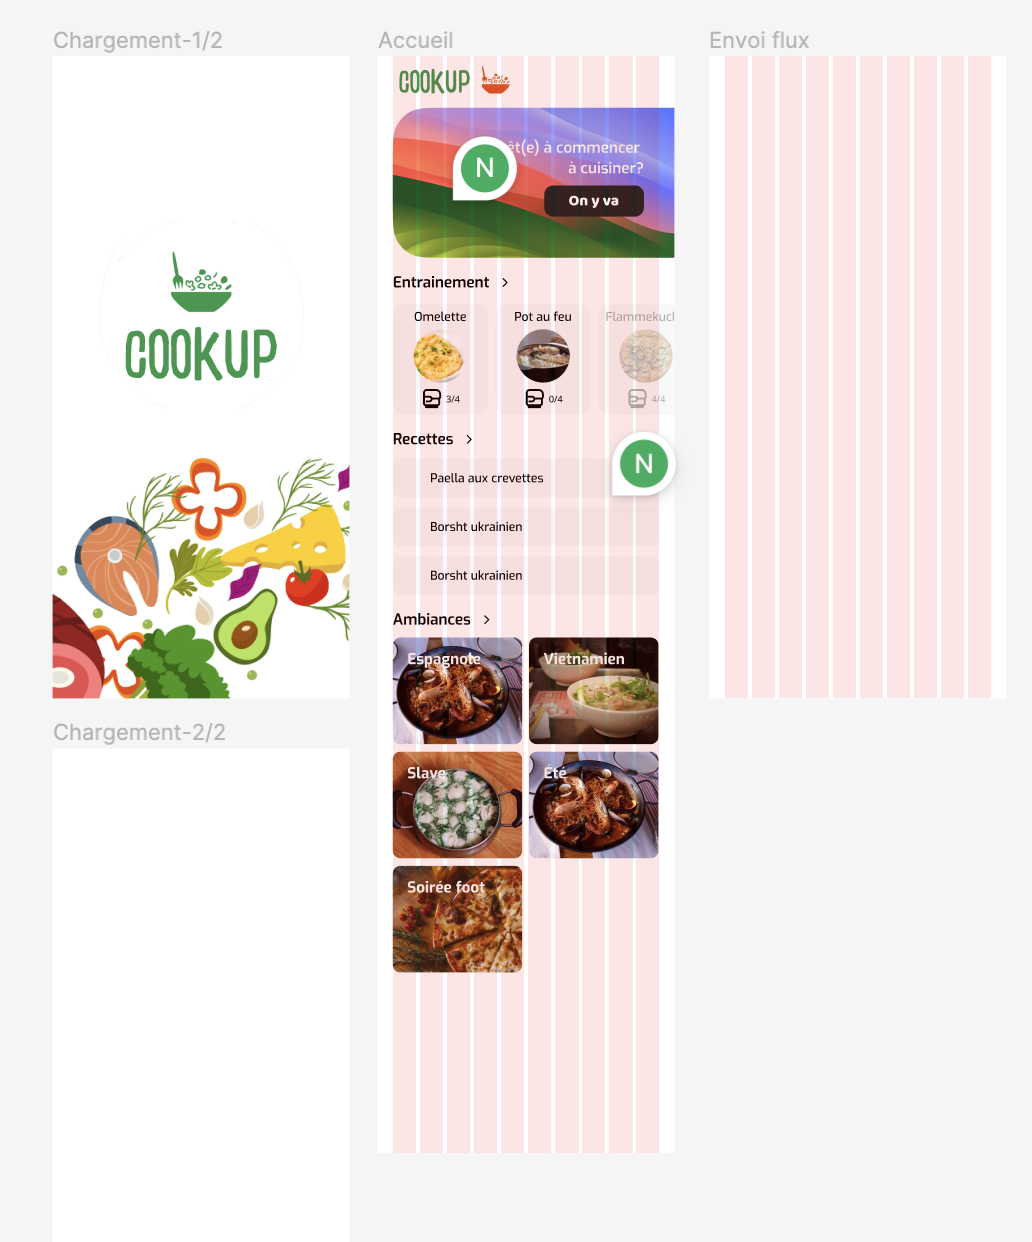 Chargement-1/2
COOKUP
Chargement-2/2
Accueil
COOKUP
à commencer
à cuisiner?
N
On y va
Entrainement
Omelette
Pot au feu
3/4
0/4
4/4
Recettes
N
Paella aux crevettes
Borsht ukrainien
Borsht ukrainien
Ambiances
Espagnole
Vietnamien
Slave
Été
Soirée foot
Envoi flux